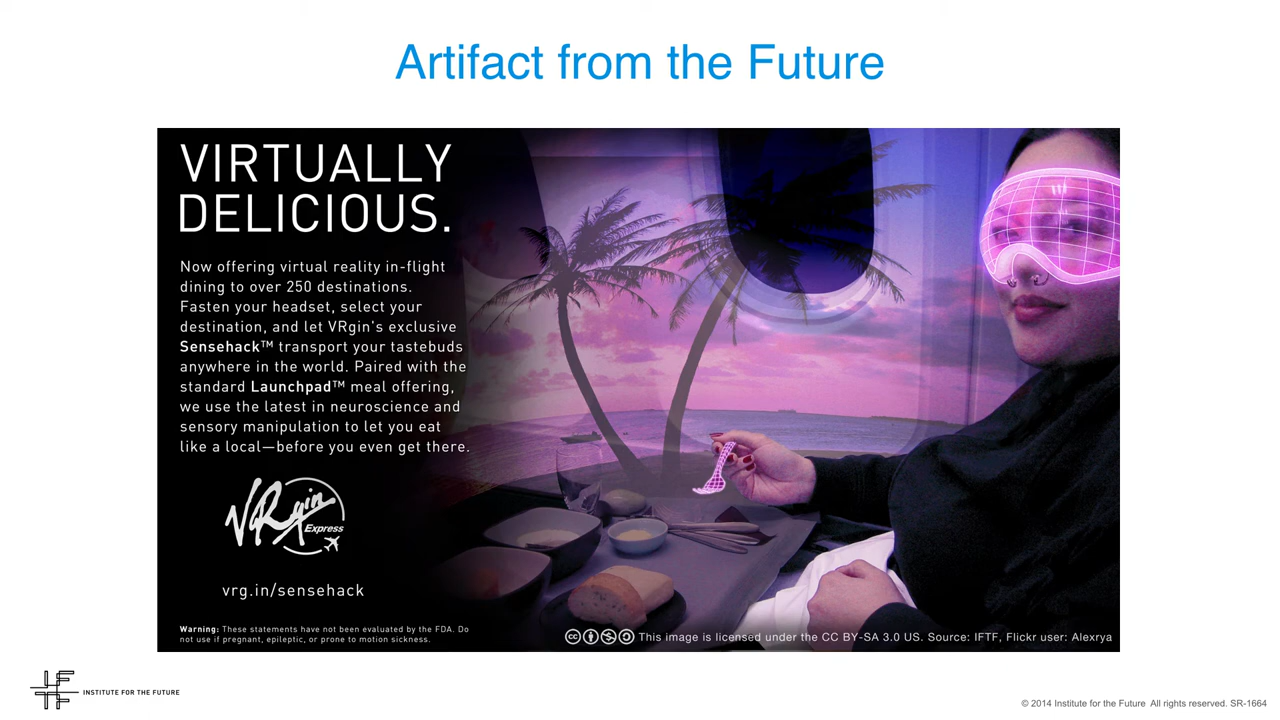 Artifact from the Future
VIRTUALLY
DELICIOUS.
Now offering virtual reality in-flight
dining to over 250 destinations.
Fasten your headset, select your
destination, and let VRgin's exclusive
Sensehack™ transport your tastebuds
anywhere in the world. Paired with the
standard Launchpad™ meal offering,
we use the latest in neuroscience and
sensory manipulation to let you eat
like a local—before you even get there.
VRgin
Express
vrg.in/sensehack
Warning: These statements have not been evaluated by the FDA. Do
not use if pregnant, epileptic, or prone to motion sickness.
cc This image is licensed under the CC BY-SA 3.0 US. Source: IFTF, Flickr user: Alexrya
INSTITUTE FOR THE FUTURE
© 2014 Institute for the Future All rights reserved. SR-1664